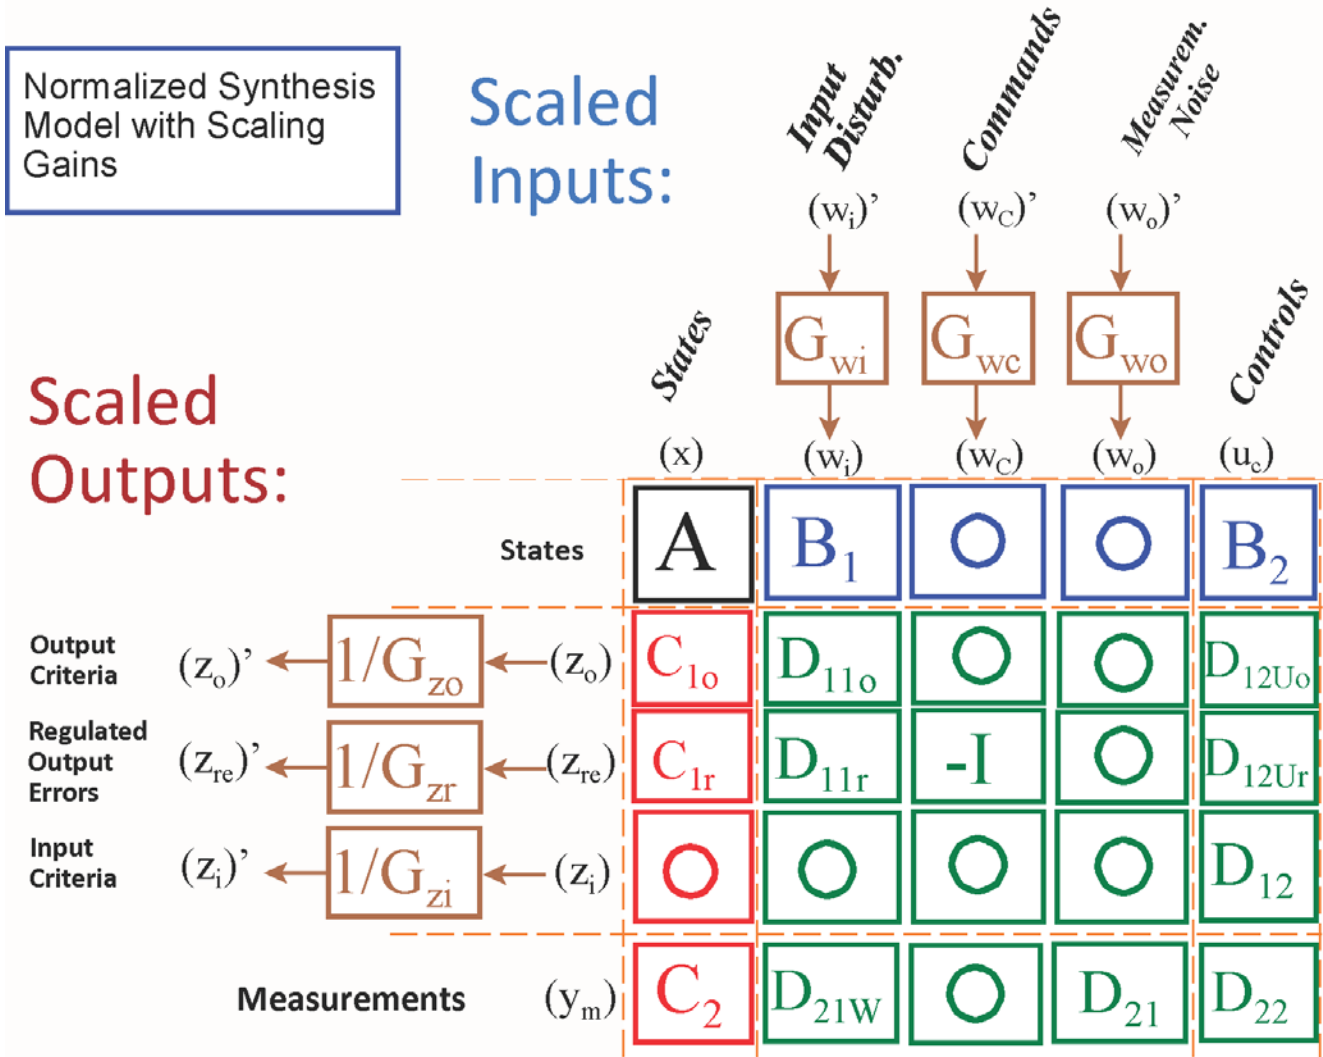 Normalized Synthesis
Model with Scaling
Gains
Scaled
Inputs:
Input
Disturb.
Commands
Measurem.
Noise
(wi)’ (wC)’ (wo)’
Gwi Gwc Gwo
States
Controls
Scaled
Outputs:
(x) (wi) (wC) (wo) (uc)
States A B1 O O B2
Output
Criteria
(zo)’ 1/Gzo (zo) C1o D11o O O D12Uo
Regulated
Output
Errors
(zre)’ 1/Gzr (zre) C1r D11r -I O D12Ur
Input
Criteria
(zi)’ 1/Gzi (zi) O O O O D12
Measurements (ym) C2 D21W O D21 D22